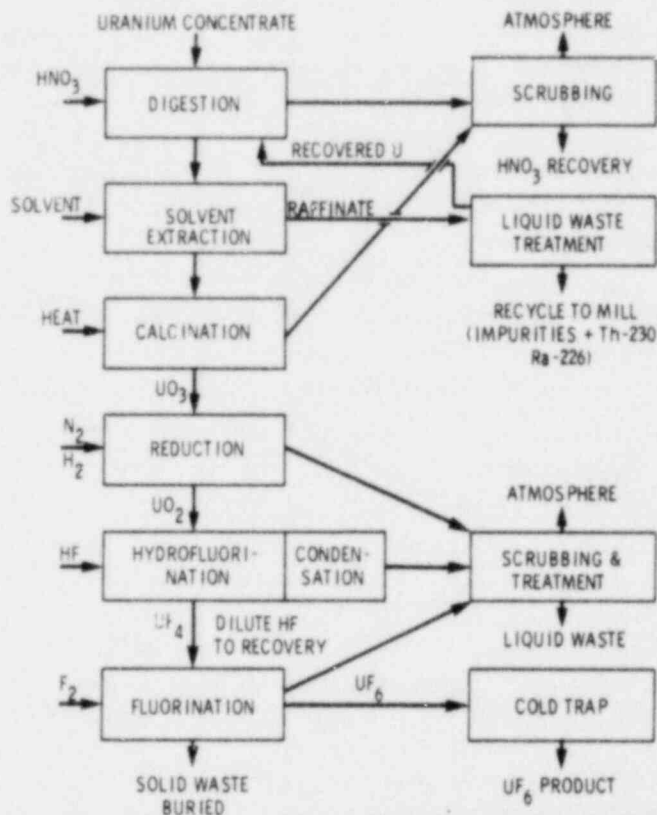 URANIUM CONCENTRATE
ATMOSPHERE
HNO3
DIGESTION
SCRUBBING
RECOVERED U
HNO3 RECOVERY
SOLVENT
SOLVENT
EXTRACTION
RAFFINATE
LIQUID WASTE
TREATMENT
HEAT
CALCINATION
RECYCLE TO MILL
(IMPURITIES + Th-230
Ra-226)
UO3
N2
H2
REDUCTION
ATMOSPHERE
UO2
HF
HYDROFLUORI-
NATION
CONDEN-
SATION
SCRUBBING &
TREATMENT
UF4
DILUTE HF
TO RECOVERY
LIQUID WASTE
F2
FLUORINATION
UF6
COLD TRAP
SOLID WASTE
BURIED
UF6 PRODUCT